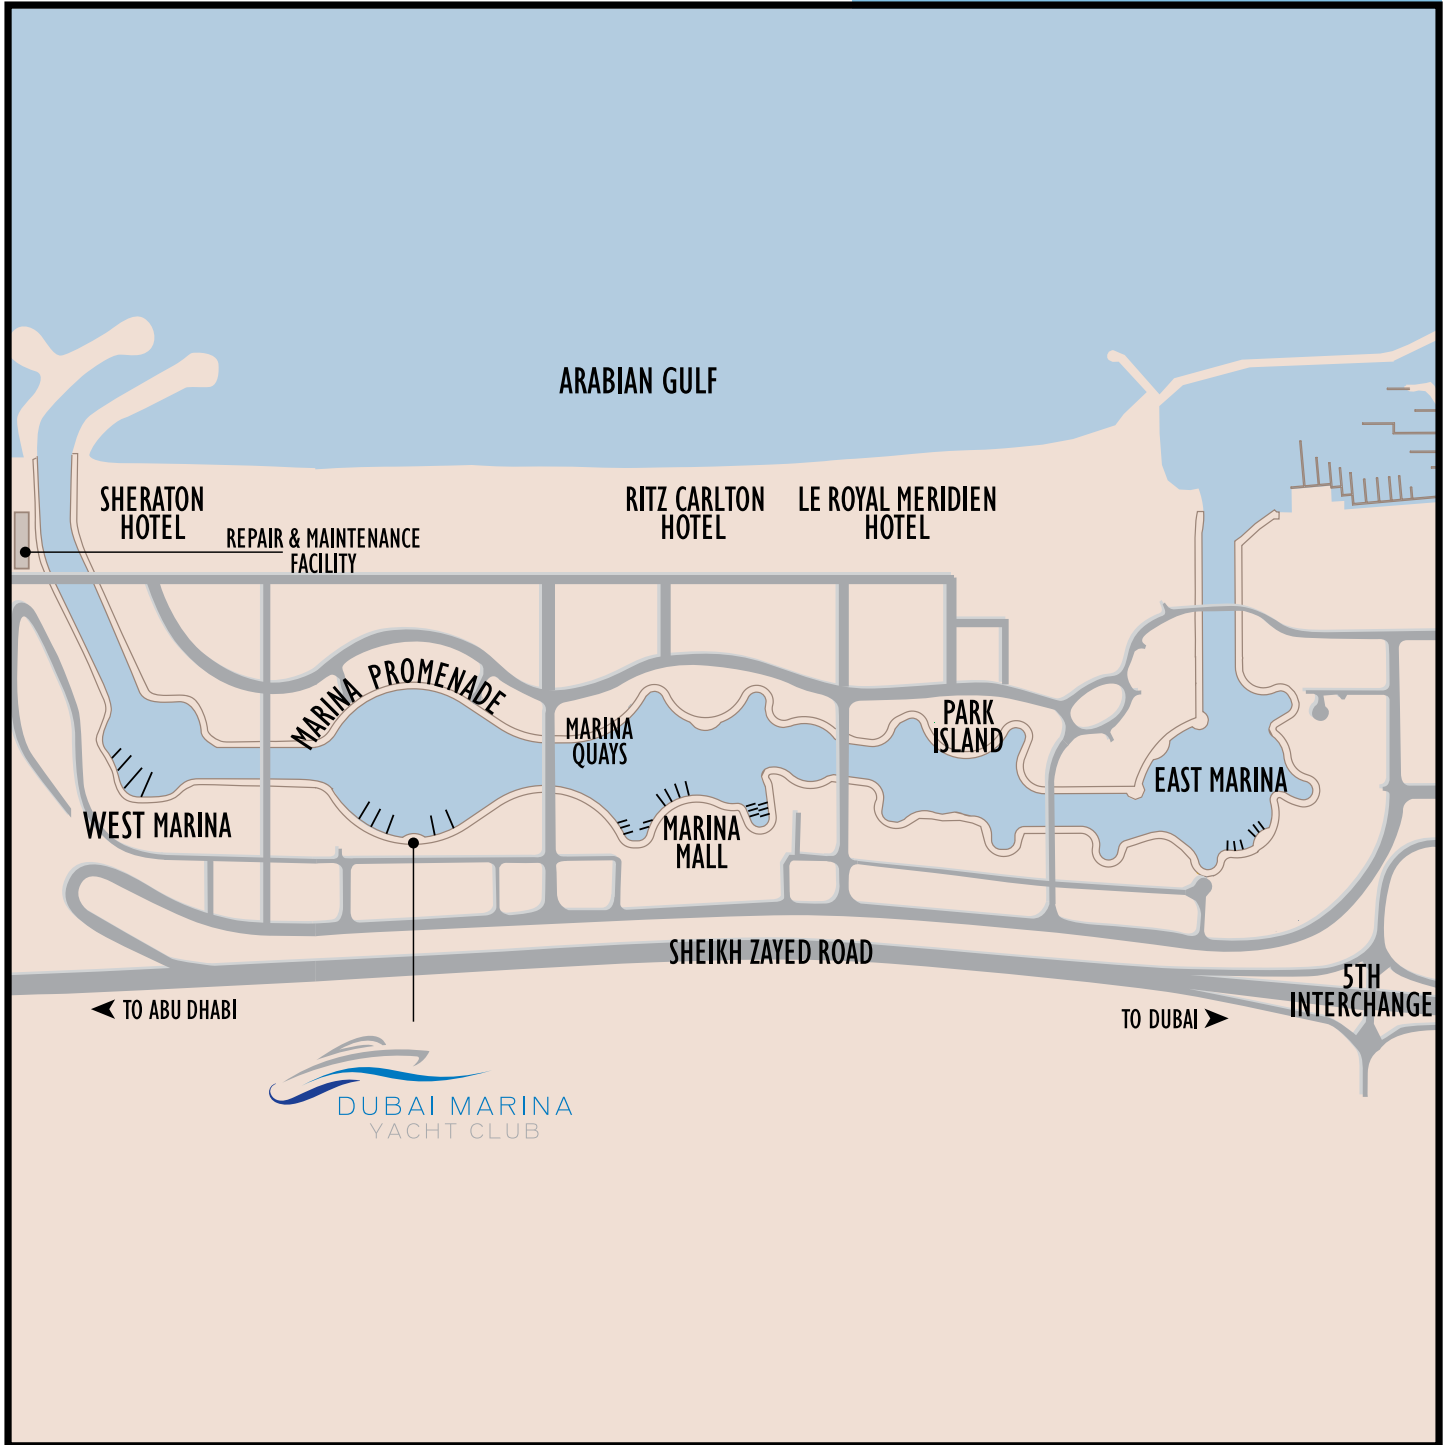 ARABIAN GULF
SHERATON
HOTEL
REPAIR & MAINTENANCE
FACILITY
RITZ CARLTON
HOTEL
LE ROYAL MERIDIEN
HOTEL
MARINA PROMENADE
MARINA
QUAYS
PARK
ISLAND
EAST MARINA
WEST MARINA
MARINA
MALL
SHEIKH ZAYED ROAD
5TH
INTERCHANGE
TO ABU DHABI
TO DUBAI
DUBAI MARINA
YACHT CLUB